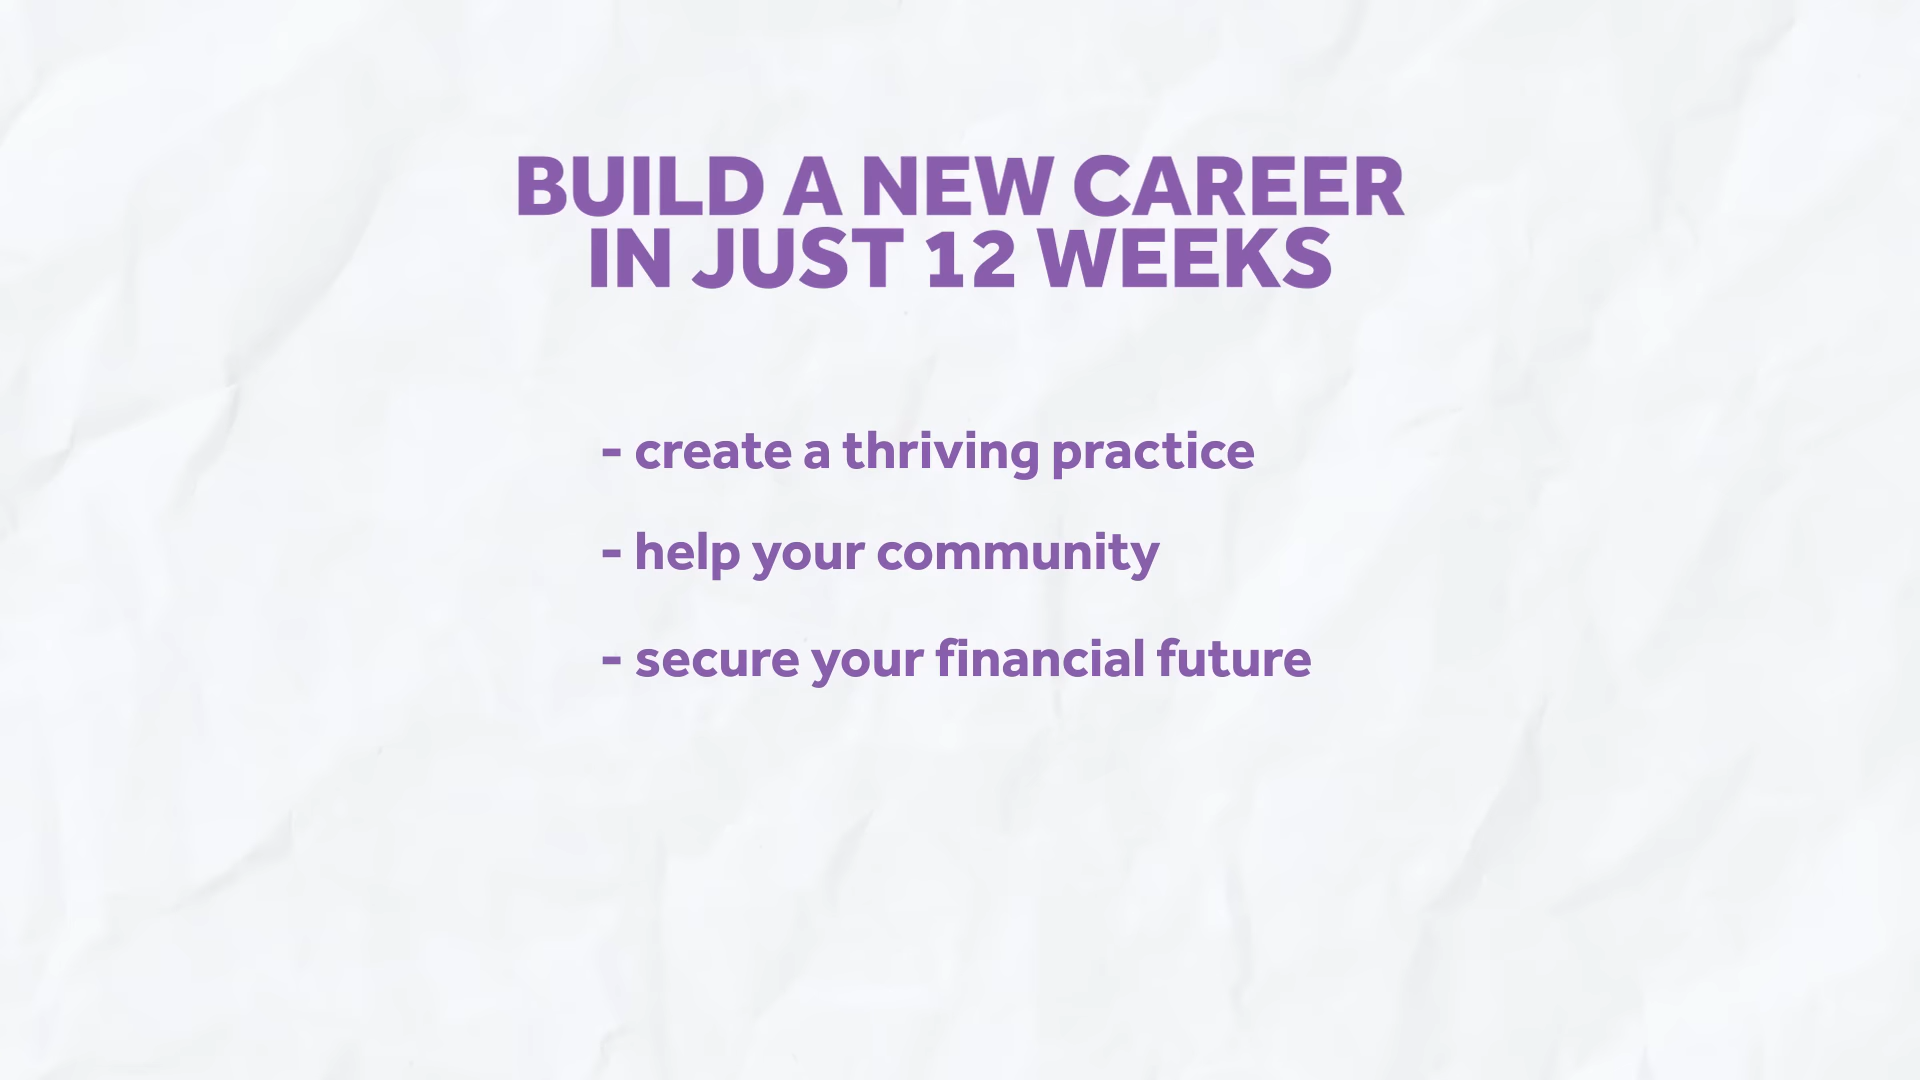 BUILD A NEW CAREER
IN JUST 12 WEEKS
- create a thriving practice
- help your community
- secure your financial future